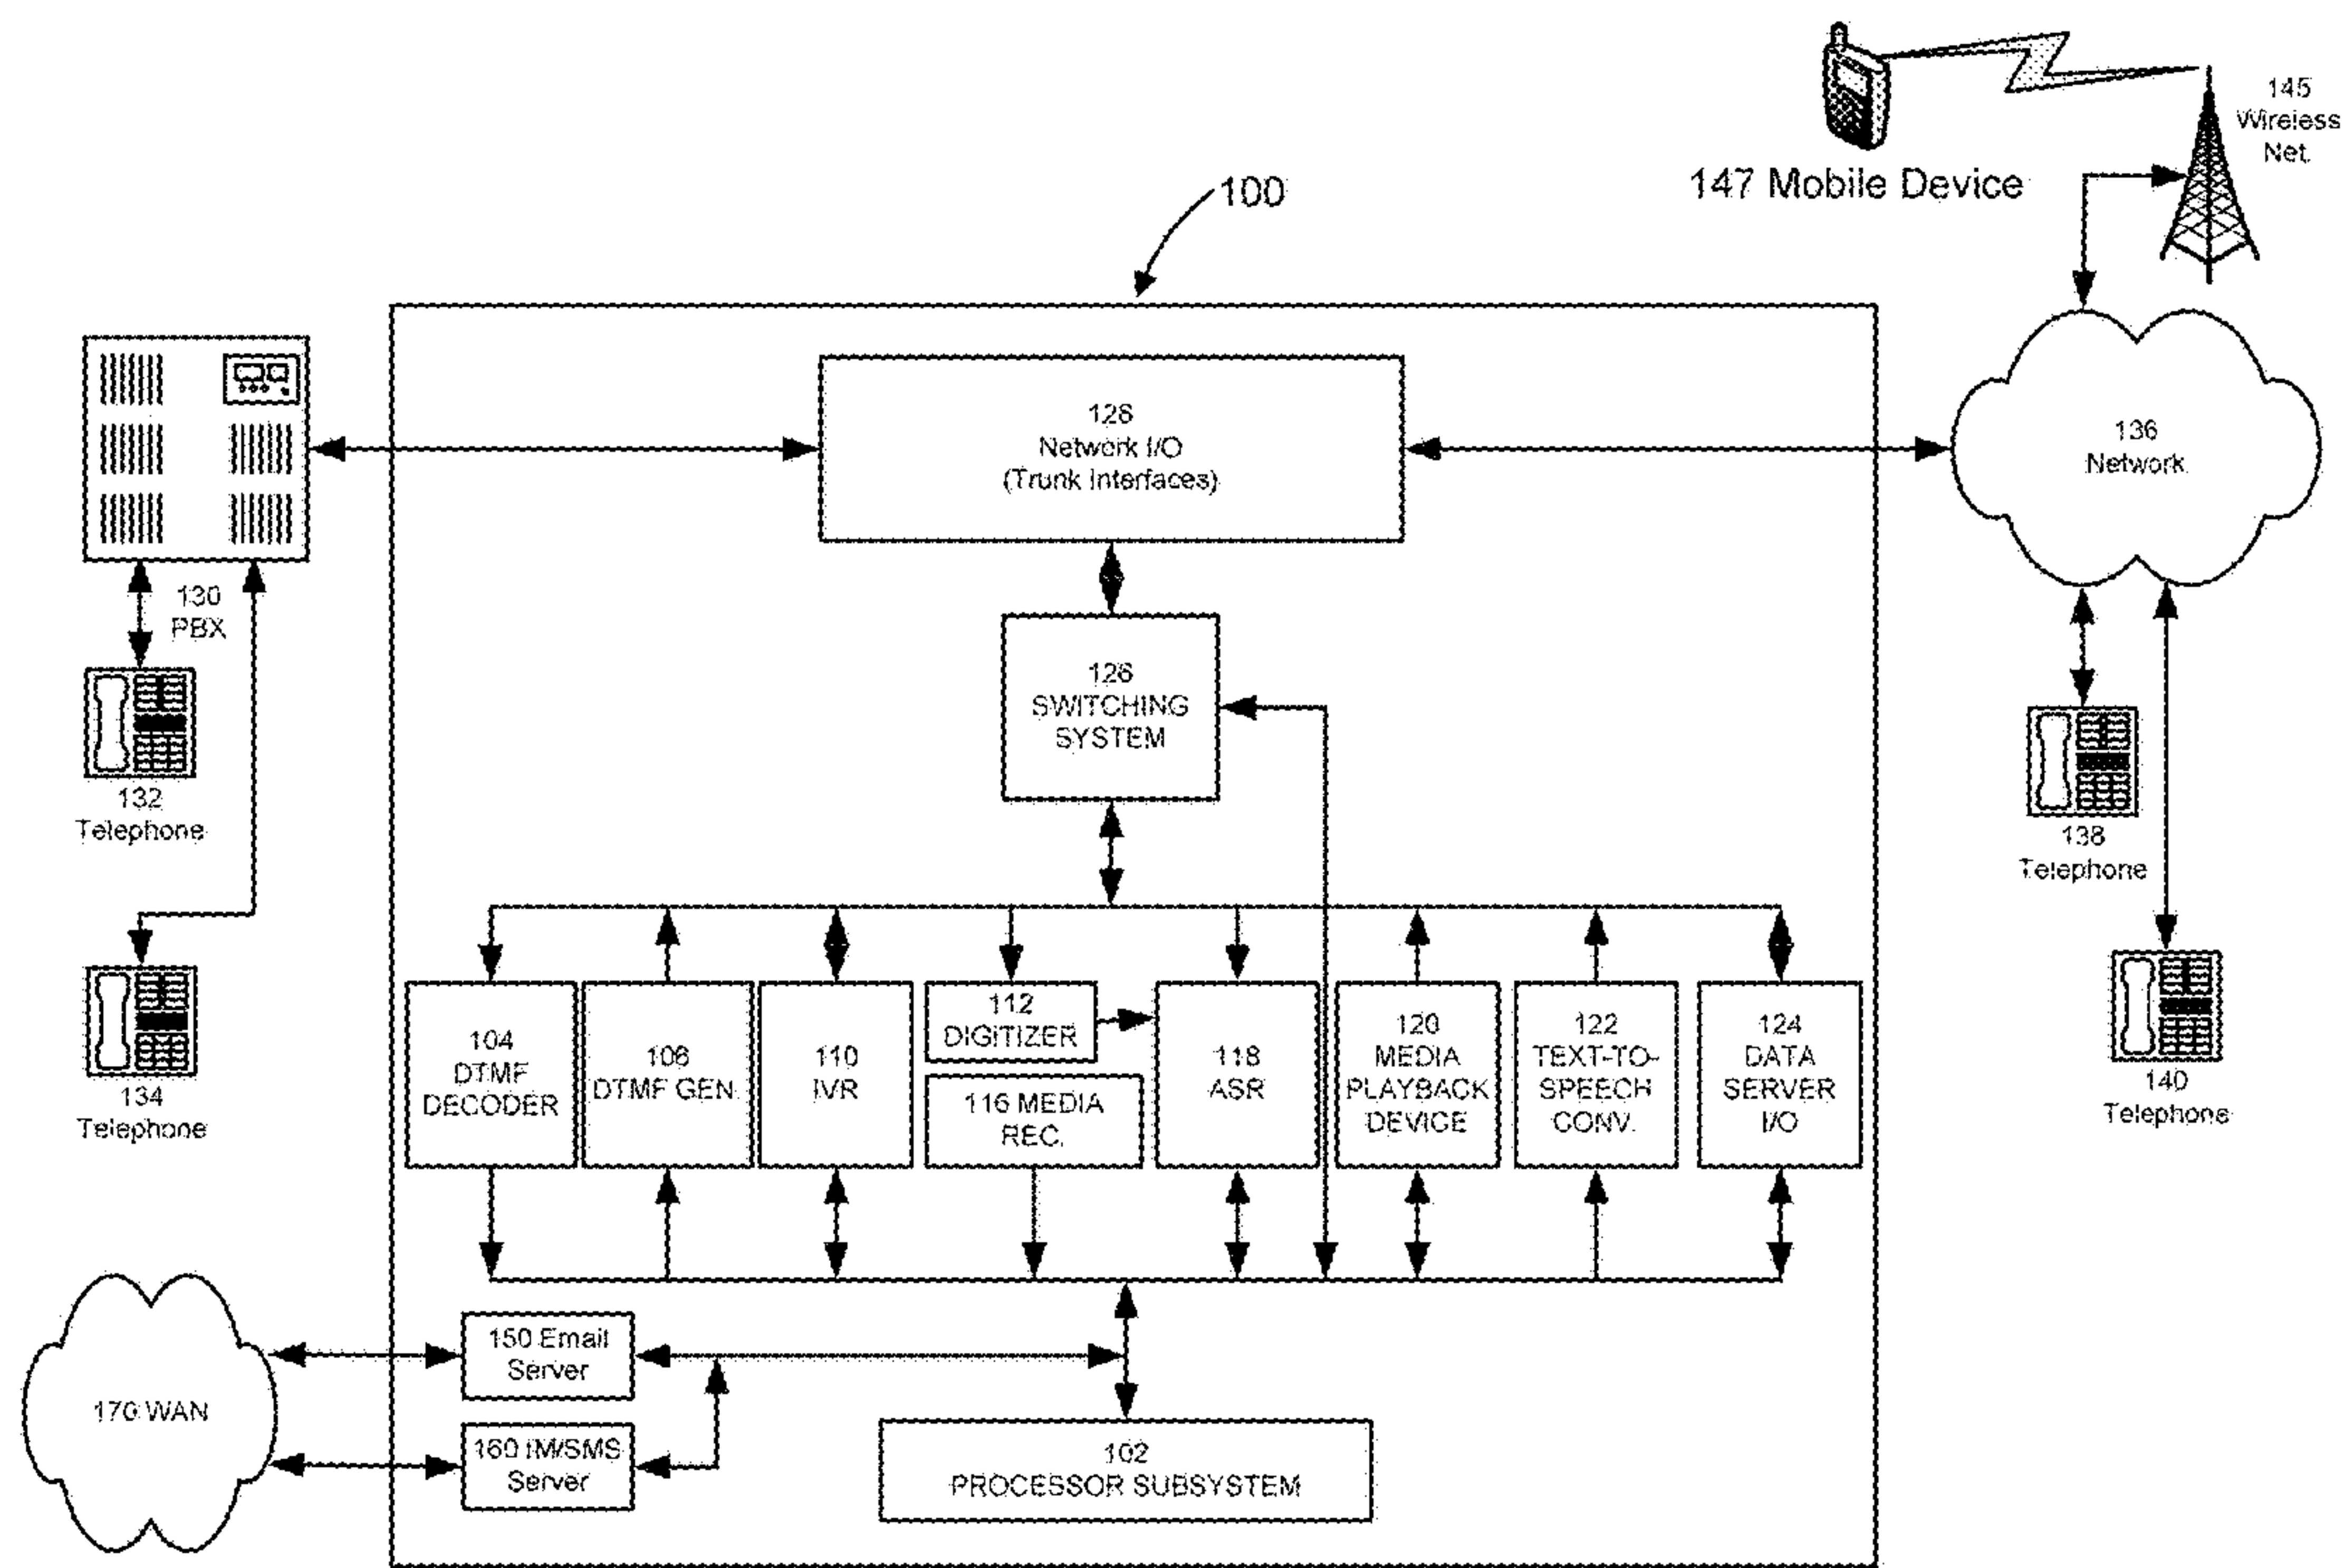 145
Wireless
Net.
147 Mobile Device
100
128
Network I/O
(Trunk Interfaces)
136
Network
130
PBX
126
SWITCHING
SYSTEM
132
Telephone
138
Telephone
134
Telephone
140
Telephone
104
DTMF
DECODER
106
DTMF GEN.
110
IVR
112
DIGITIZER
116 MEDIA
REC.
118
ASR
120
MEDIA
PLAYBACK
DEVICE
122
TEXT-TO-
SPEECH
CONV.
124
DATA
SERVER
I/O
150 Email
Server
170 WAN
160 IM/SMS
Server
102
PROCESSOR SUBSYSTEM